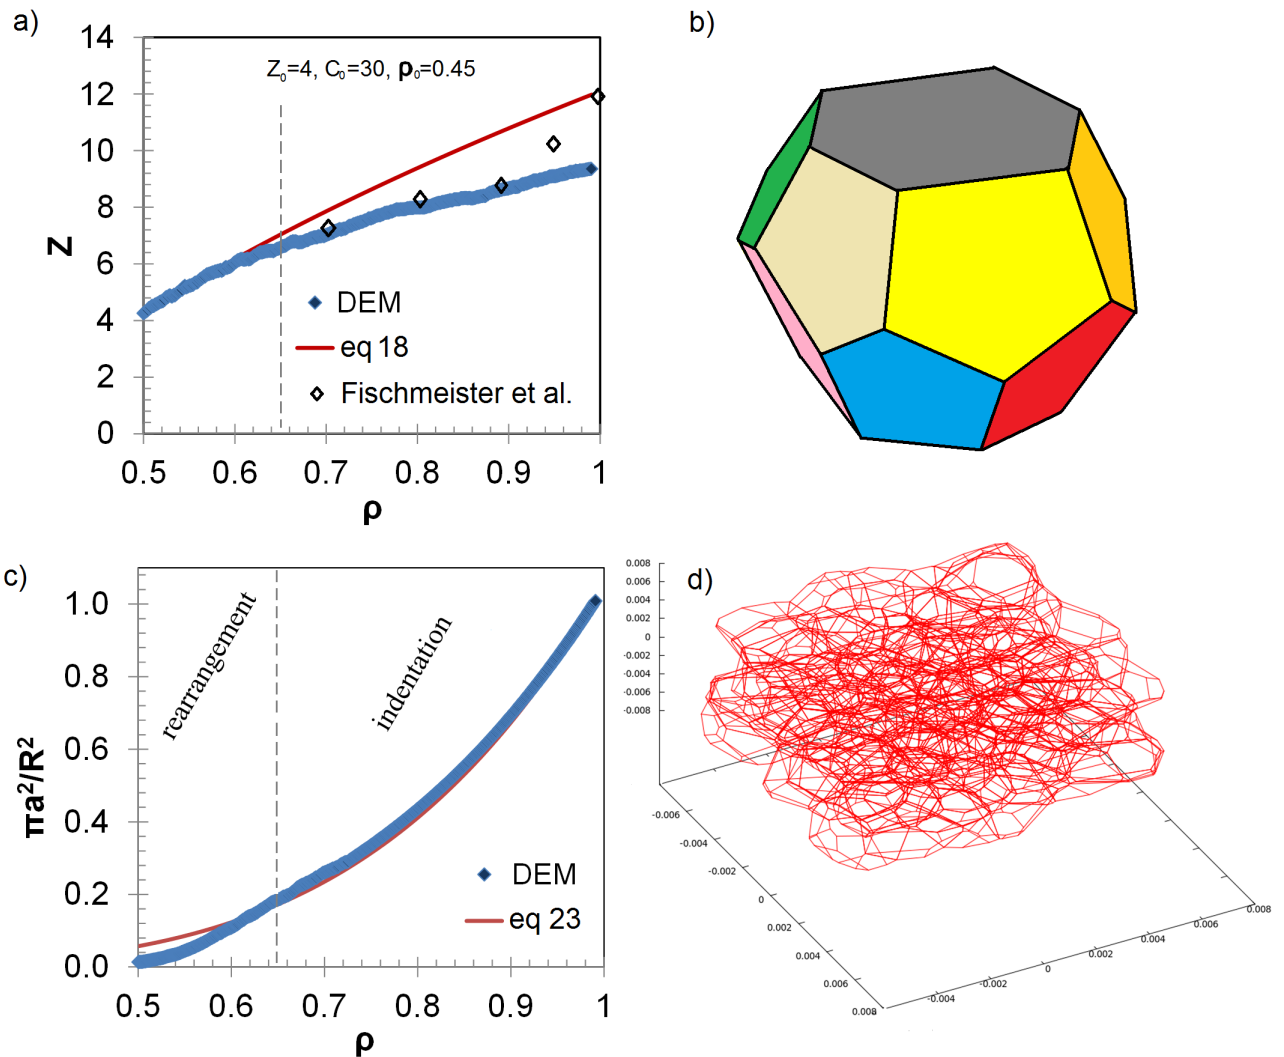 a)
Z₀=4, C₀=30, ρ₀=0.45
14
12
10
8
6
4
2
0
Z
DEM
eq 18
Fischmeister et al.
0.5 0.6 0.7 0.8 0.9 1
ρ
b)
c)
rearrangement
indentation
1.0
0.8
0.6
0.4
0.2
0.0
πa²/R²
DEM
eq 23
0.5 0.6 0.7 0.8 0.9 1
ρ
d)
0.008
0.006
0.004
0.002
0
-0.002
-0.004
-0.006
-0.008
-0.006
-0.004
-0.002
0
0.002
0.004
0.006
0.008
-0.004
-0.002
0
0.002
0.004
0.006
0.008